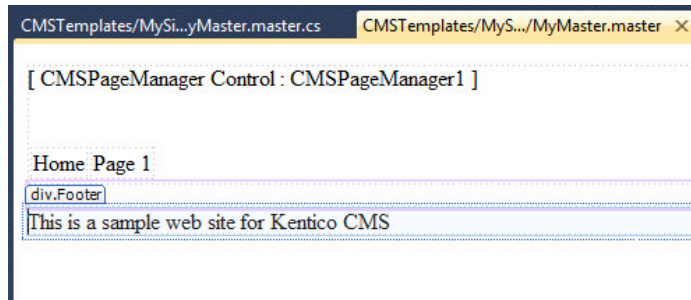 CMSTemplates/MySi...yMaster.master.cs CMSTemplates/MyS.../MyMaster.master
[ CMSPageManager Control : CMSPageManager1 ]
Home Page 1
div.Footer
This is a sample web site for Kentico CMS